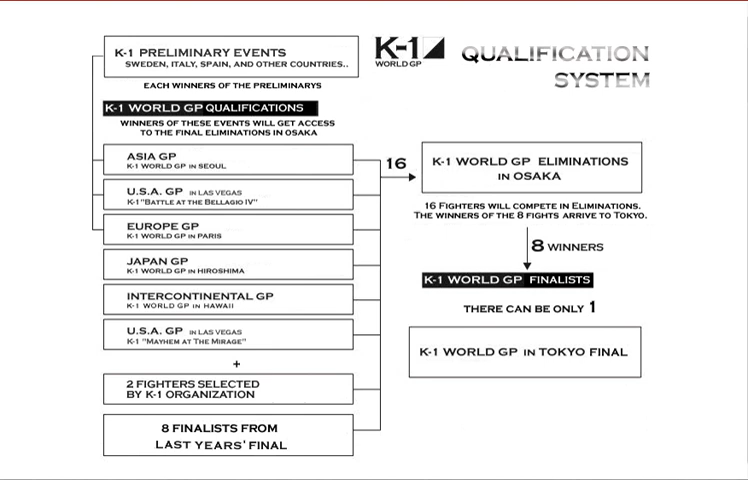 K-1 PRELIMINARY EVENTS
SWEDEN, ITALY, SPAIN, AND OTHER COUNTRIES..
EACH WINNERS OF THE PRELIMINARYS
K-1 WORLD GP QUALIFICATIONS
WINNERS OF THESE EVENTS WILL GET ACCESS
TO THE FINAL ELIMINATIONS IN OSAKA
ASIA GP
K-1 WORLD GP IN SEOUL
U.S.A. GP IN LAS VEGAS
K-1 "BATTLE AT THE BELLAGIO IV"
EUROPE GP
K-1 WORLD GP IN PARIS
JAPAN GP
K-1 WORLD GP IN HIROSHIMA
INTERCONTINENTAL GP
K-1 WORLD GP IN HAWAII
U.S.A. GP IN LAS VEGAS
K-1 "MAYHEM AT THE MIRAGE"
+
2 FIGHTERS SELECTED
BY K-1 ORGANIZATION
8 FINALISTS FROM
LAST YEARS' FINAL
K-1
WORLD GP
QUALIFICATION
SYSTEM
16
K-1 WORLD GP ELIMINATIONS
IN OSAKA
16 FIGHTERS WILL COMPETE IN ELIMINATIONS.
THE WINNERS OF THE 8 FIGHTS ARRIVE TO TOKYO.
8 WINNERS
K-1 WORLD GP FINALISTS
THERE CAN BE ONLY 1
K-1 WORLD GP IN TOKYO FINAL